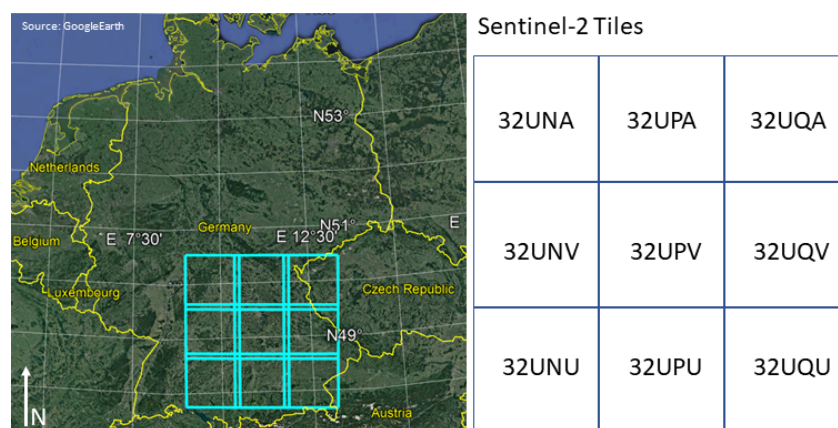 Source: GoogleEarth
N53°
Netherlands
Germany
N51°
E
Belgium
E 7°30'
E 12°30'
Luxembourg
Czech Republic
N49°
N
Austria
Sentinel-2 Tiles
32UNA 32UPA 32UQA
32UNV 32UPV 32UQV
32UNU 32UPU 32UQU